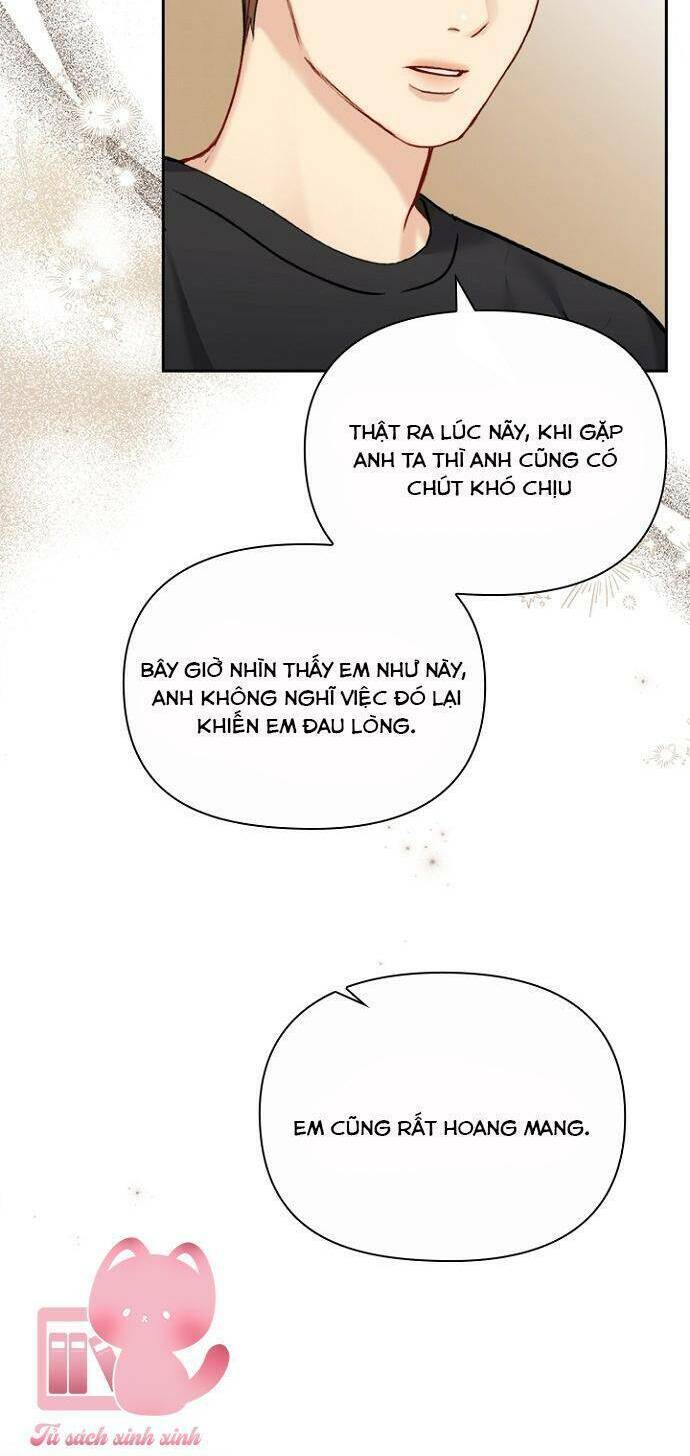 THẬT RA LÚC NÃY, KHI GẶP
ANH TA THÌ ANH CŨNG CÓ
CHÚT KHÓ CHỊU
BÂY GIỜ NHÌN THẤY EM NHƯ NÀY,
ANH KHÔNG NGHĨ VIỆC ĐÓ LẠI
KHIẾN EM ĐAU LÒNG.
EM CŨNG RẤT HOANG MANG.
Tủ sách xinh xinh